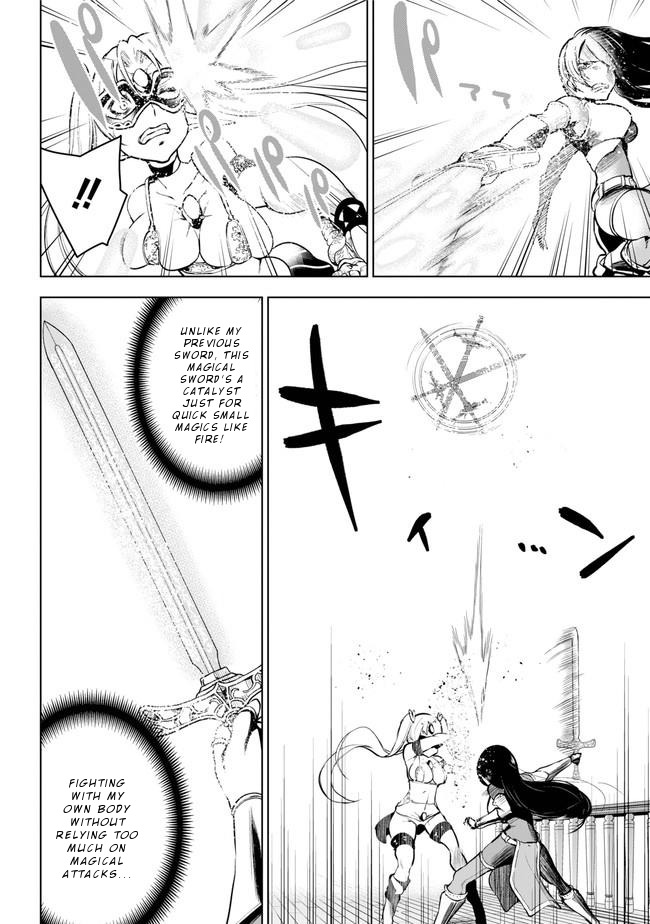 パ
パ
ァァ
パ
パ
パ
!!
キ
ィン…
UNLIKE MY
PREVIOUS
SWORD, THIS
MAGICAL
SWORD'S A
CATALYST
JUST FOR
QUICK SMALL
MAGICS LIKE
FIRE!
FIGHTING
WITH MY
OWN BODY
WITHOUT
RELYING TOO
MUCH ON
MAGICAL
ATTACKS...